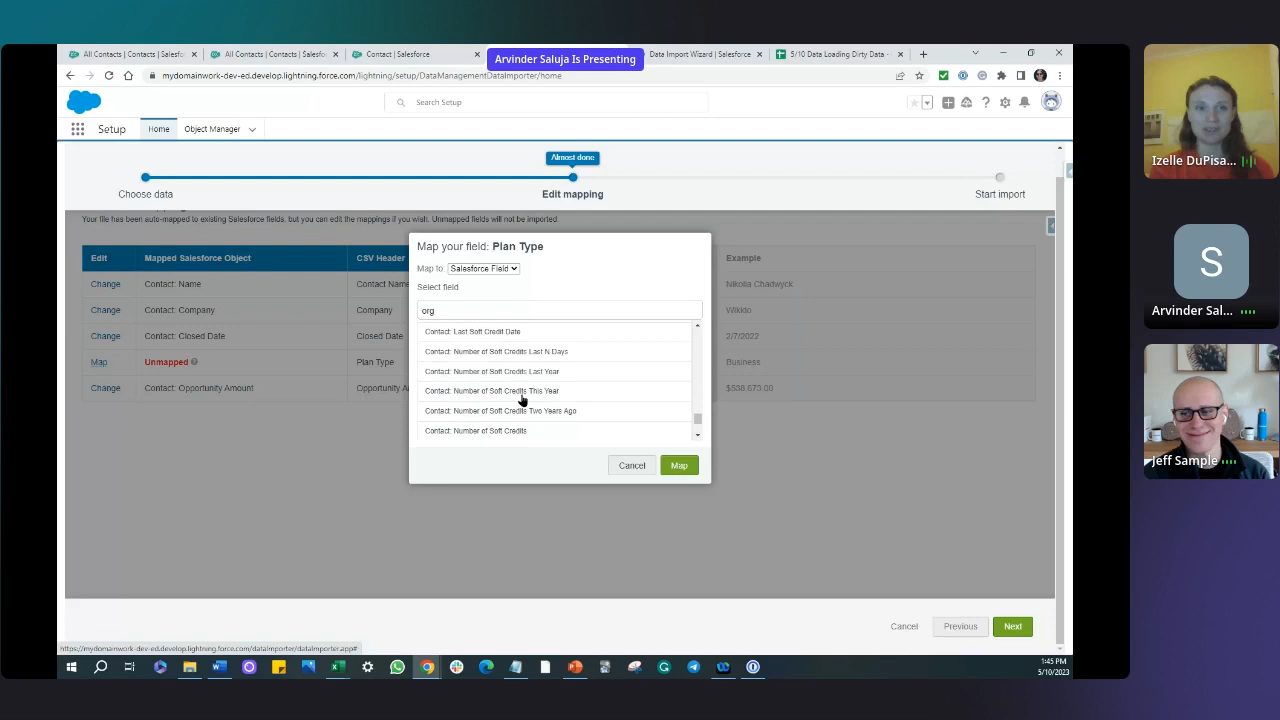 All Contacts | Contacts | Salesfo
All Contacts | Contacts | Salesfo
Contact | Salesforce
Arvinder Saluja Is Presenting
Data Import Wizard | Salesforce
5/10 Data Loading Dirty Data -
mydomainwork-dev-ed.develop.lightning.force.com/lightning/setup/DataManagementDataImporter/home
Search Setup
Setup
Home
Object Manager
Almost done
Choose data
Edit mapping
Start import
Your file has been auto-mapped to existing Salesforce fields, but you can edit the mappings if you wish. Unmapped fields will not be imported.
Edit
Mapped Salesforce Object
CSV Header
Example
Change
Contact: Name
Contact Name
Nikolia Chadwyck
Change
Contact: Company
Company
Wikido
Change
Contact: Closed Date
Closed Date
2/7/2022
Map
Unmapped
Plan Type
Business
Change
Contact: Opportunity Amount
Opportunity A
$538,673.00
Map your field: Plan Type
Map to: Salesforce Field
Select field
org
Contact: Last Soft Credit Date
Contact: Number of Soft Credits Last N Days
Contact: Number of Soft Credits Last Year
Contact: Number of Soft Credits This Year
Contact: Number of Soft Credits Two Years Ago
Contact: Number of Soft Credits
Cancel
Map
Cancel
Previous
Next
https://mydomainwork-dev-ed.develop.lightning.force.com/dataImporter/dataImporter.app#
1:45 PM
5/10/2023
Izelle DuPisa...
S
Arvinder Sal...
Jeff Sample